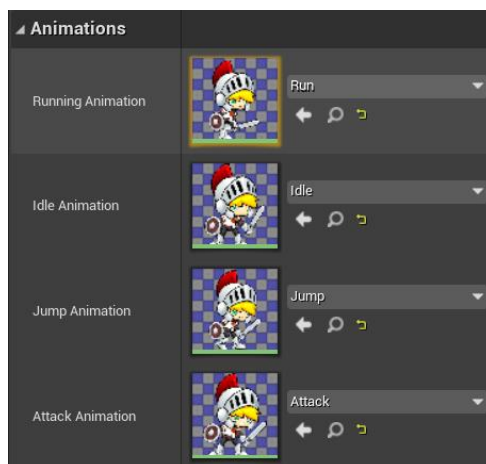 Animations
Running Animation
Run
Idle Animation
Idle
Jump Animation
Jump
Attack Animation
Attack